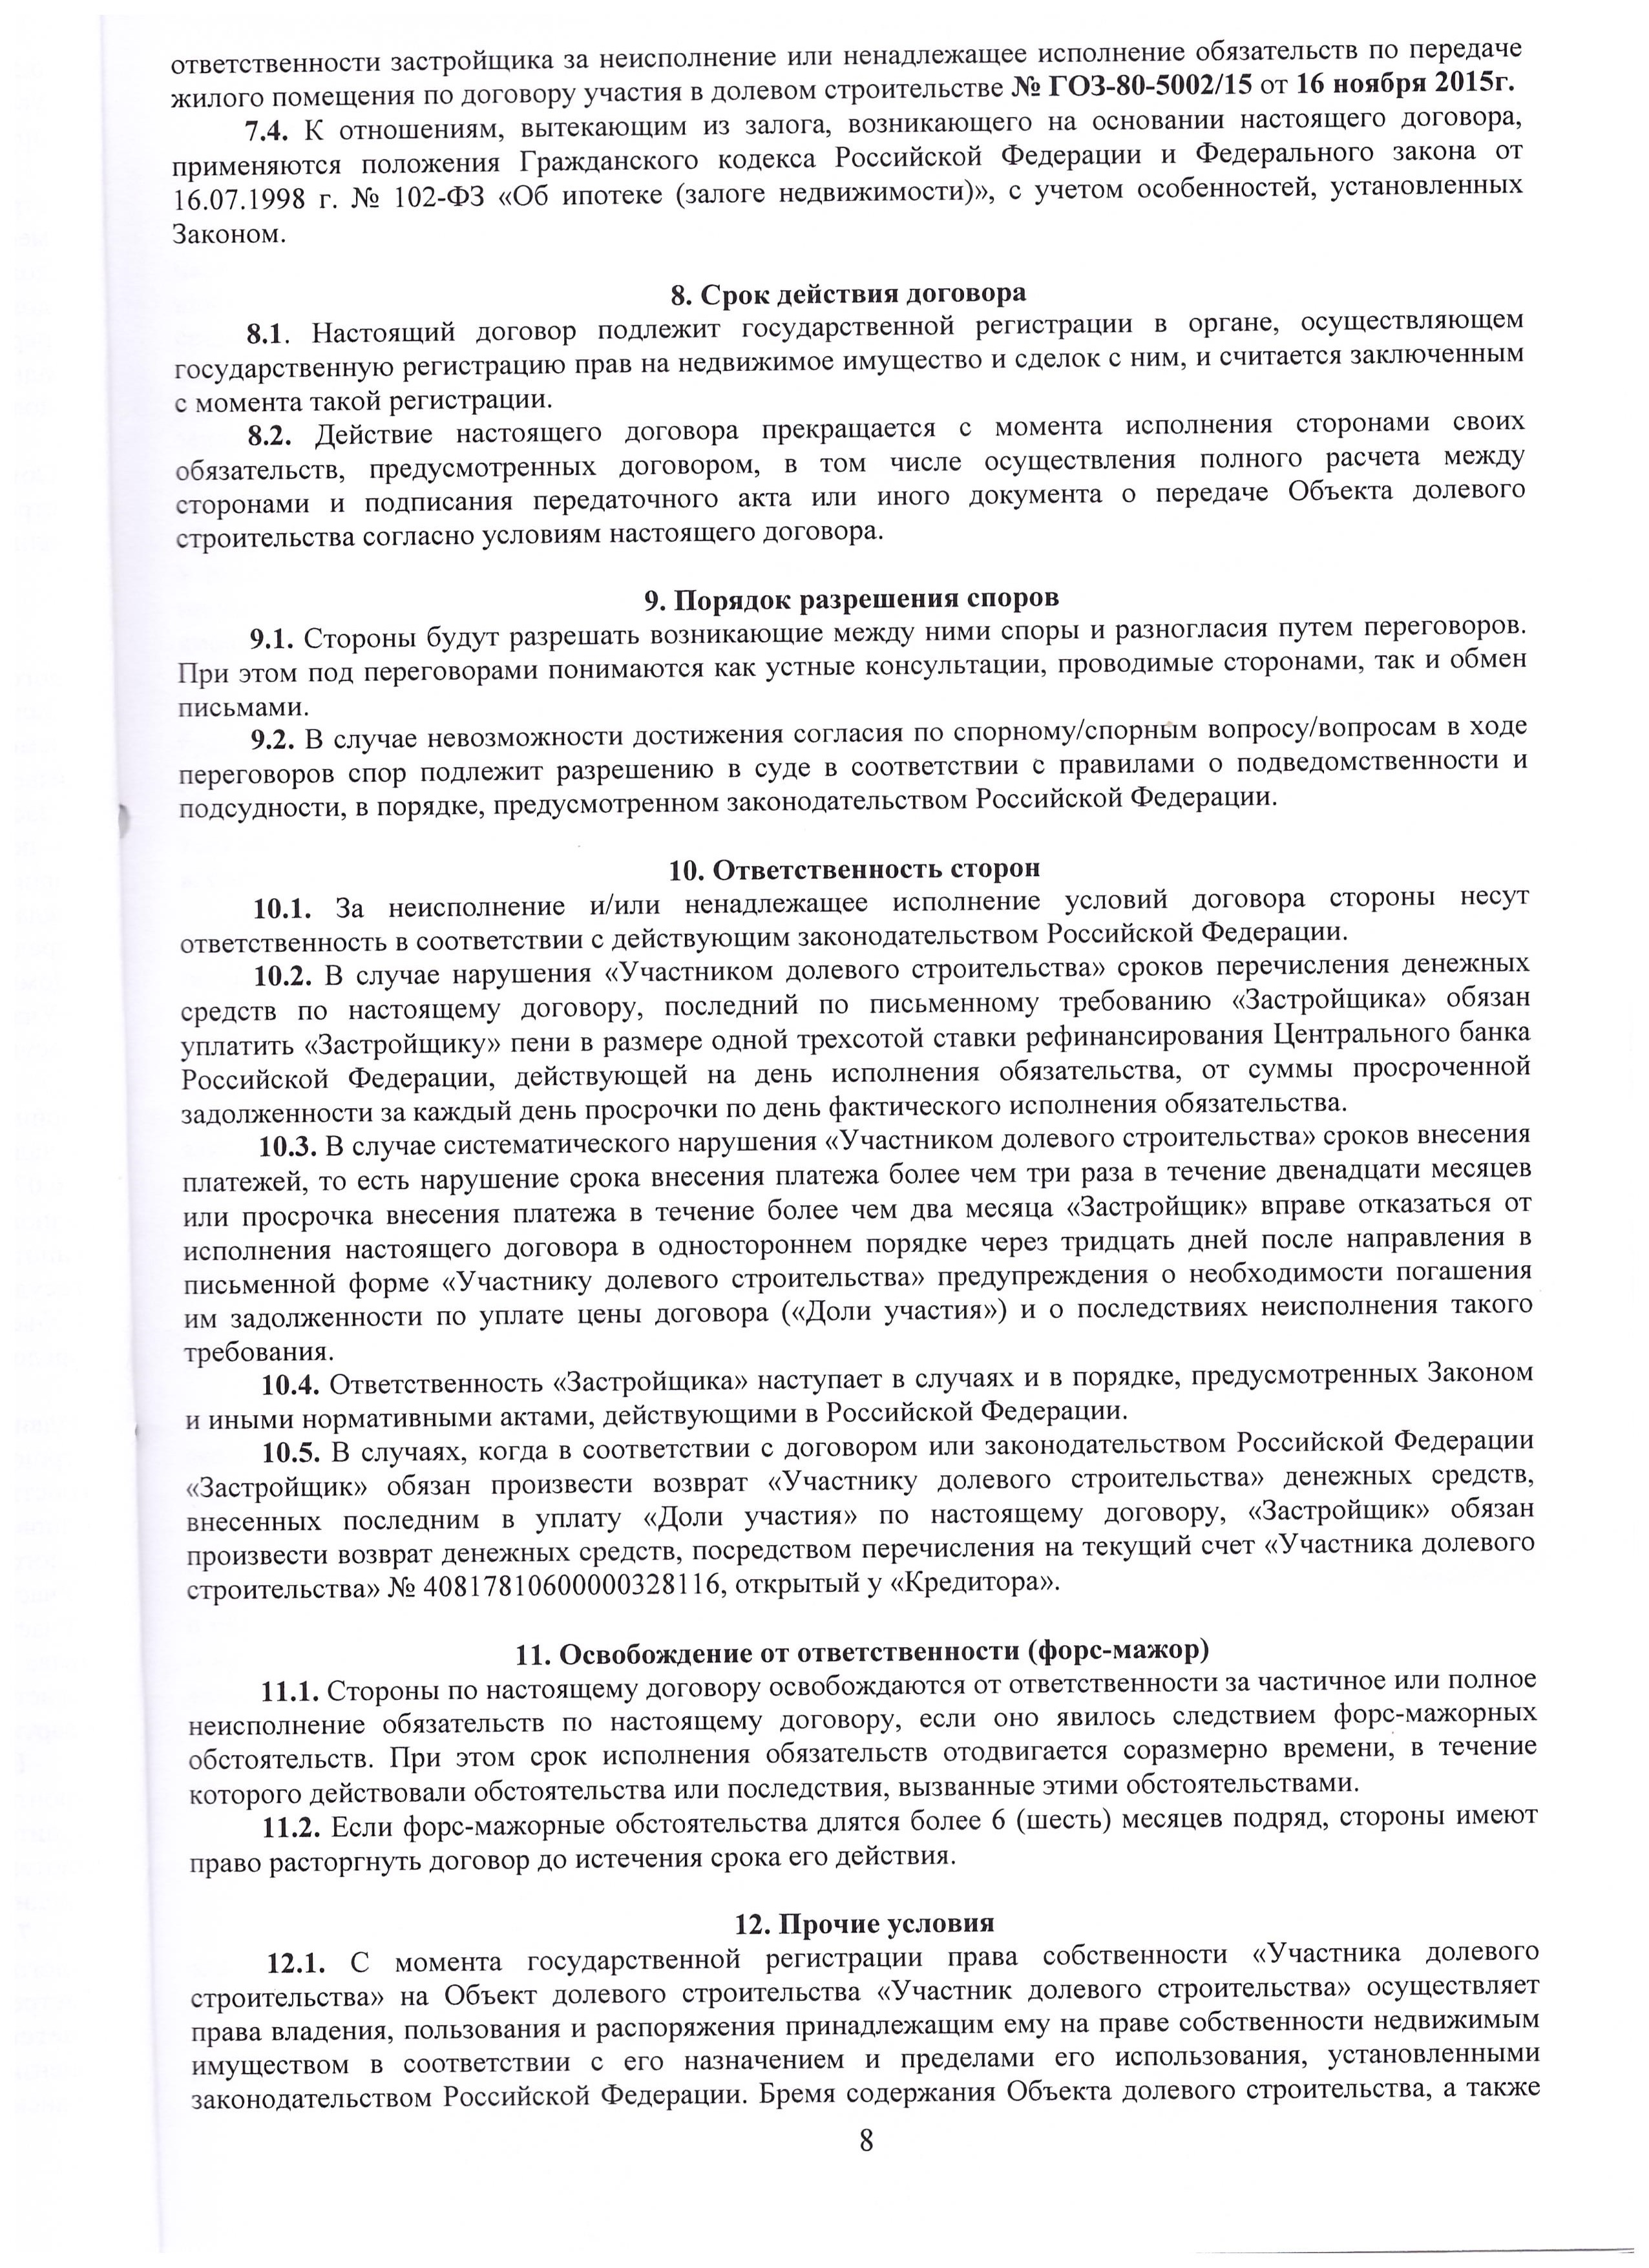 ответственности застройщика за неисполнение или ненадлежащее исполнение обязательств по передаче
жилого помещения по договору участия в долевом строительстве № ГОЗ-80-5002/15 от 16 ноября 2015г.
7.4. К отношениям, вытекающим из залога, возникающего на основании настоящего договора,
применяются положения Гражданского кодекса Российской Федерации и Федерального закона от
16.07.1998 г. № 102-ФЗ «Об ипотеке (залоге недвижимости)», с учетом особенностей, установленных
Законом.
8. Срок действия договора
8.1. Настоящий договор подлежит государственной регистрации в органе, осуществляющем
государственную регистрацию прав на недвижимое имущество и сделок с ним, и считается заключенным
с момента такой регистрации.
8.2. Действие настоящего договора прекращается с момента исполнения сторонами своих
обязательств, предусмотренных договором, в том числе осуществления полного расчета между
сторонами и подписания передаточного акта или иного документа о передаче Объекта долевого
строительства согласно условиям настоящего договора.
9. Порядок разрешения споров
9.1. Стороны будут разрешать возникающие между ними споры и разногласия путем переговоров.
При этом под переговорами понимаются как устные консультации, проводимые сторонами, так и обмен
письмами.
9.2. В случае невозможности достижения согласия по спорному/спорным вопросу/вопросам в ходе
переговоров спор подлежит разрешению в суде в соответствии с правилами о подведомственности и
подсудности, в порядке, предусмотренном законодательством Российской Федерации.
10. Ответственность сторон
10.1. За неисполнение и/или ненадлежащее исполнение условий договора стороны несут
ответственность в соответствии с действующим законодательством Российской Федерации.
10.2. В случае нарушения «Участником долевого строительства» сроков перечисления денежных
средств по настоящему договору, последний по письменному требованию «Застройщика» обязан
уплатить «Застройщику» пени в размере одной трехсотой ставки рефинансирования Центрального банка
Российской Федерации, действующей на день исполнения обязательства, от суммы просроченной
задолженности за каждый день просрочки по день фактического исполнения обязательства.
10.3. В случае систематического нарушения «Участником долевого строительства» сроков внесения
платежей, то есть нарушение срока внесения платежа более чем три раза в течение двенадцати месяцев
или просрочка внесения платежа в течение более чем два месяца «Застройщик» вправе отказаться от
исполнения настоящего договора в одностороннем порядке через тридцать дней после направления в
письменной форме «Участнику долевого строительства» предупреждения о необходимости погашения
им задолженности по уплате цены договора («Доли участия») и о последствиях неисполнения такого
требования.
10.4. Ответственность «Застройщика» наступает в случаях и в порядке, предусмотренных Законом
и иными нормативными актами, действующими в Российской Федерации.
10.5. В случаях, когда в соответствии с договором или законодательством Российской Федерации
«Застройщик» обязан произвести возврат «Участнику долевого строительства» денежных средств,
внесенных последним в уплату «Доли участия» по настоящему договору, «Застройщик» обязан
произвести возврат денежных средств, посредством перечисления на текущий счет «Участника долевого
строительства» № 40817810600000328116, открытый у «Кредитора».
11. Освобождение от ответственности (форс-мажор)
11.1. Стороны по настоящему договору освобождаются от ответственности за частичное или полное
неисполнение обязательств по настоящему договору, если оно явилось следствием форс-мажорных
обстоятельств. При этом срок исполнения обязательств отодвигается соразмерно времени, в течение
которого действовали обстоятельства или последствия, вызванные этими обстоятельствами.
11.2. Если форс-мажорные обстоятельства длятся более 6 (шесть) месяцев подряд, стороны имеют
право расторгнуть договор до истечения срока его действия.
12. Прочие условия
12.1. С момента государственной регистрации права собственности «Участника долевого
строительства» на Объект долевого строительства «Участник долевого строительства» осуществляет
права владения, пользования и распоряжения принадлежащим ему на праве собственности недвижимым
имуществом в соответствии с его назначением и пределами его использования, установленными
законодательством Российской Федерации. Бремя содержания Объекта долевого строительства, а также
8